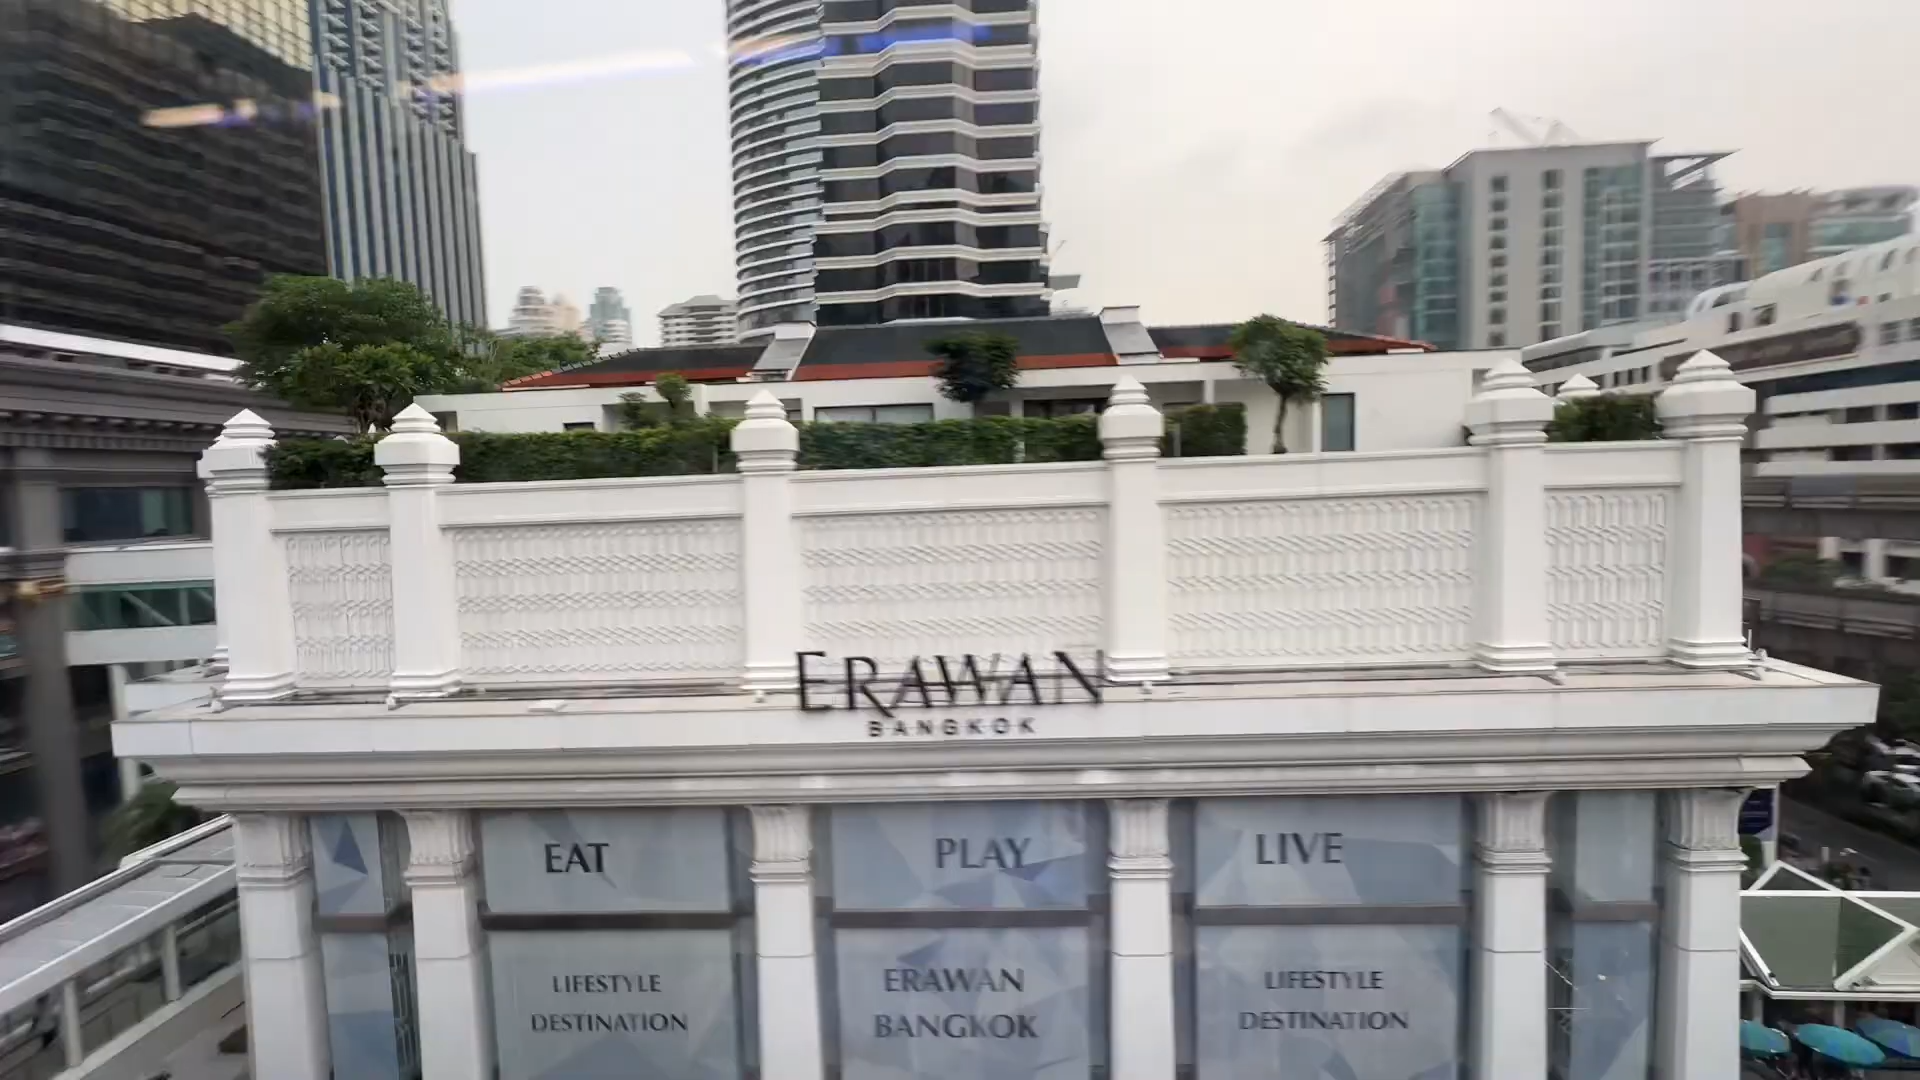 ERAWAN
BANGKOK
EAT
PLAY
LIVE
LIFESTYLE
DESTINATION
ERAWAN
BANGKOK
LIFESTYLE
DESTINATION